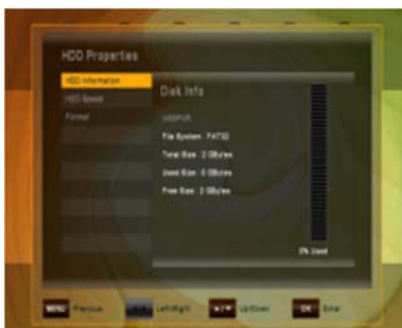 HDD Properties
HDD Information
HDD Speed
Format
Disk Info
USBPVR
File System : FAT32
Total Size : 2 GBytes
Used Size : 0 GBytes
Free Size : 2 GBytes
0% Used
MENU Previous
Left/Right
Up/Down
OK Enter